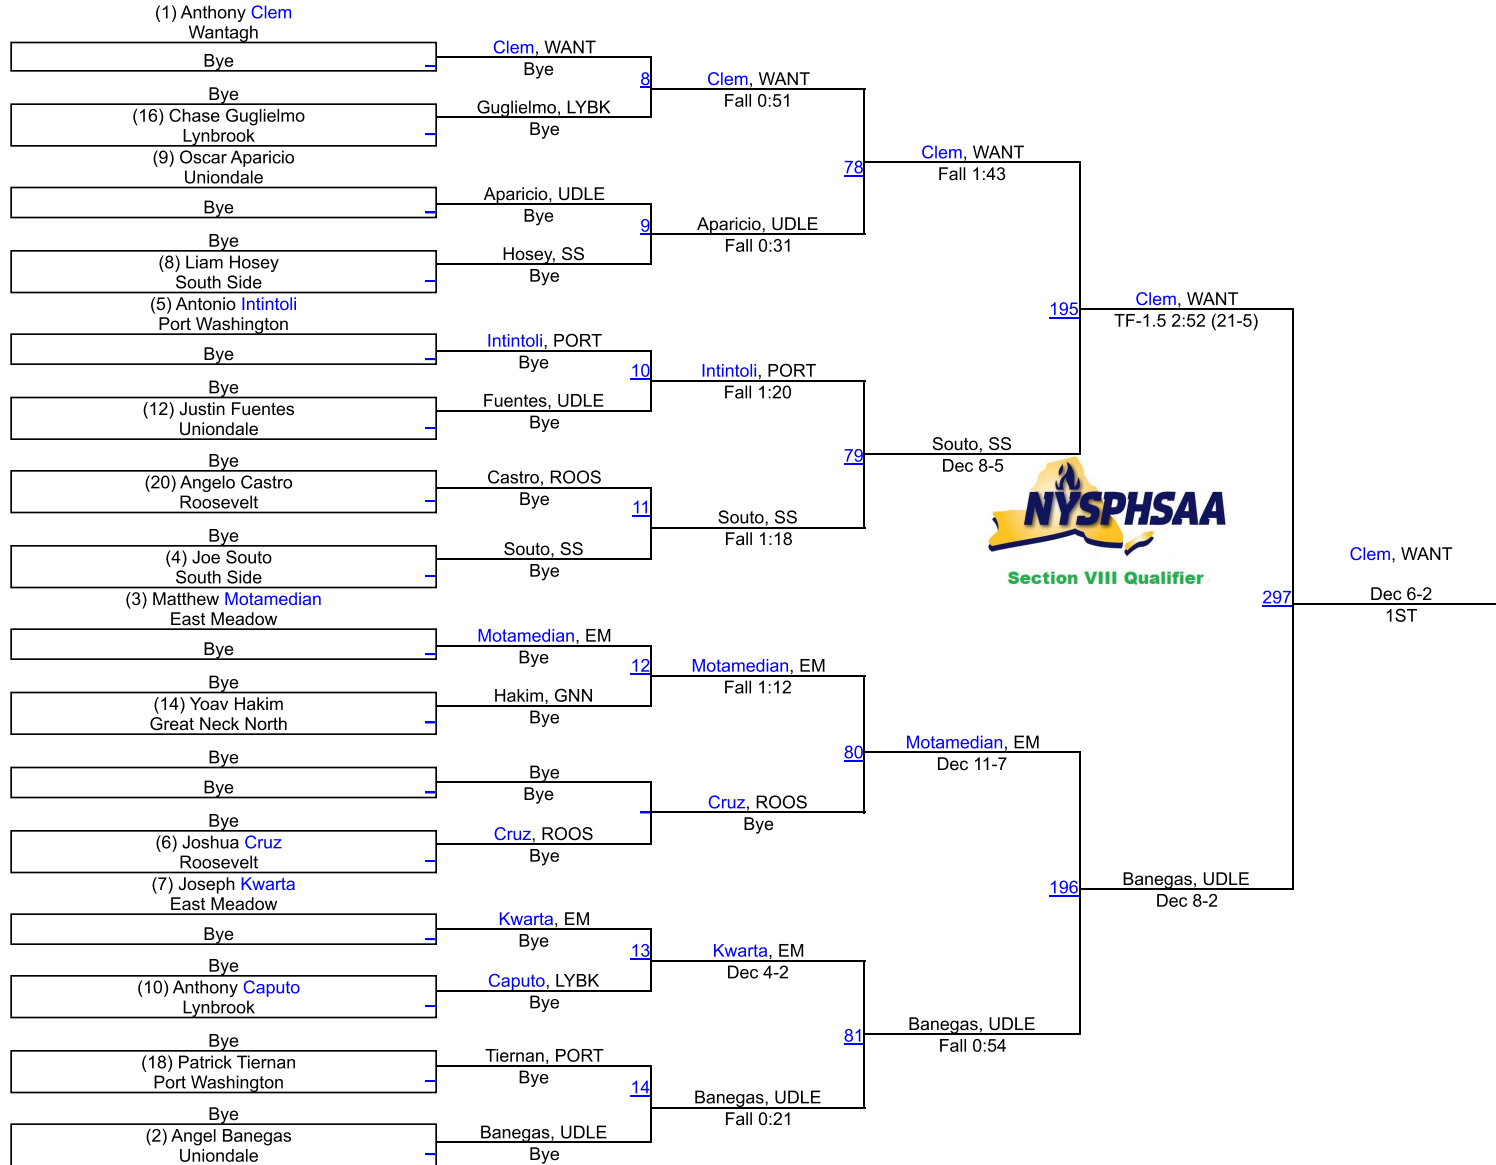 (1) Anthony Clem
Wantagh
Bye
Bye
(16) Chase Guglielmo
Lynbrook
(9) Oscar Aparicio
Uniondale
Bye
Bye
(8) Liam Hosey
South Side
(5) Antonio Intintoli
Port Washington
Bye
Bye
(12) Justin Fuentes
Uniondale
Bye
(20) Angelo Castro
Roosevelt
Bye
(4) Joe Souto
South Side
(3) Matthew Motamedian
East Meadow
Bye
Bye
(14) Yoav Hakim
Great Neck North
Bye
Bye
Bye
(6) Joshua Cruz
Roosevelt
(7) Joseph Kwarta
East Meadow
Bye
Bye
(10) Anthony Caputo
Lynbrook
Bye
(18) Patrick Tiernan
Port Washington
Bye
(2) Angel Banegas
Uniondale
Clem, WANT
Bye
8
Guglielmo, LYBK
Bye
Aparicio, UDLE
Bye
9
Hosey, SS
Bye
Intintoli, PORT
Bye
10
Fuentes, UDLE
Bye
Castro, ROOS
Bye
11
Souto, SS
Bye
Motamedian, EM
Bye
12
Hakim, GNN
Bye
Bye
Bye
Cruz, ROOS
Bye
Kwarta, EM
Bye
13
Caputo, LYBK
Bye
Tiernan, PORT
Bye
14
Banegas, UDLE
Bye
Clem, WANT
Fall 0:51
78
Aparicio, UDLE
Fall 0:31
Intintoli, PORT
Fall 1:20
79
Souto, SS
Fall 1:18
Motamedian, EM
Fall 1:12
80
Cruz, ROOS
Bye
Kwarta, EM
Dec 4-2
81
Banegas, UDLE
Fall 0:21
Clem, WANT
Fall 1:43
195
Souto, SS
Dec 8-5
Motamedian, EM
Dec 11-7
196
Banegas, UDLE
Fall 0:54
Clem, WANT
TF-1.5 2:52 (21-5)
NYSPHSAA
Section VIII Qualifier
297
Banegas, UDLE
Dec 8-2
Clem, WANT
Dec 6-2
1ST